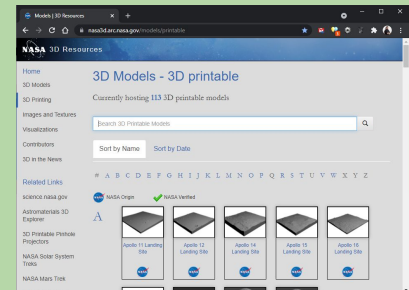 Models | 3D Resources
nasa3d.arc.nasa.gov/models/printable
NASA 3D Resources
Home
3D Models
3D Printing
Images and Textures
Visualizations
Contributors
3D in the News
Related Links
science.nasa.gov
Astromaterials 3D
Explorer
3D Printable Pinhole
Projectors
NASA Solar System
Treks
NASA Mars Trek
3D Models - 3D printable
Currently hosting 113 3D printable models
Search 3D Printable Models
Sort by Name Sort by Date
# A B C D E F G H I J K L M N O P Q R S T U V W X Y Z
NASA Origin NASA Verified
A
Apollo 11 Landing
Site
Apollo 12
Landing Site
Apollo 14
Landing Site
Apollo 15
Landing Site
Apollo 16
Landing Site